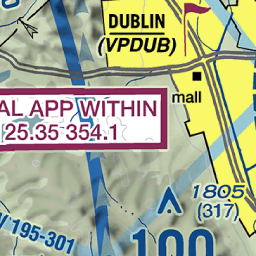 DUBLIN
(VPDUB)
mall
AL APP WITHIN
25.35 354.1
1805
(317)
195-301
100